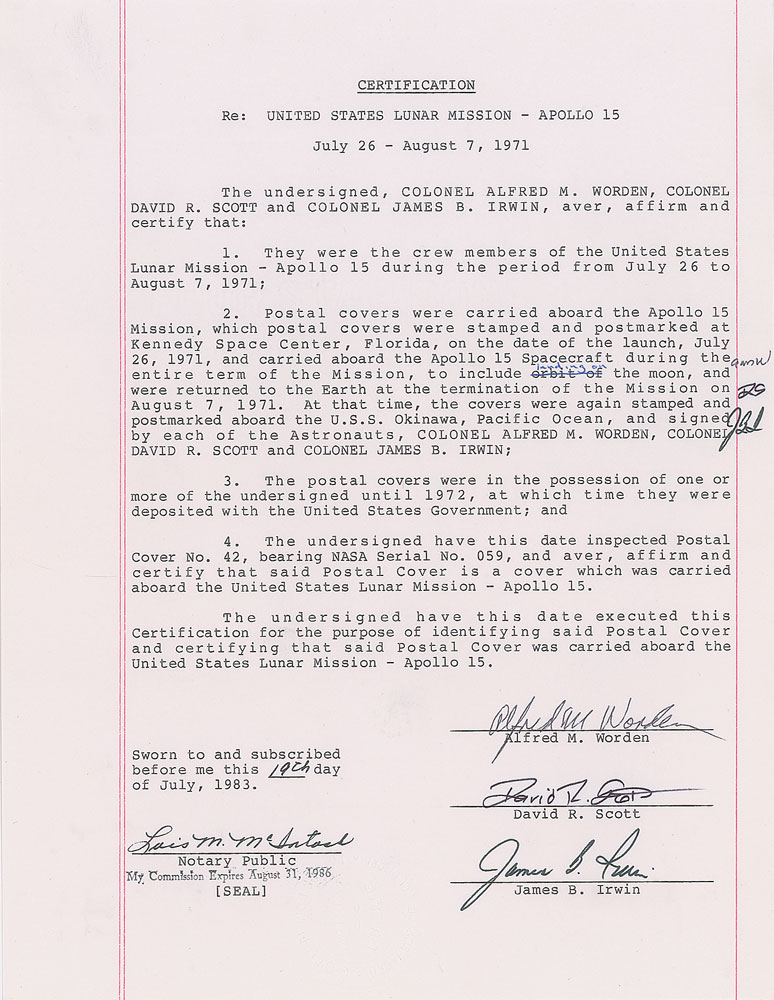 CERTIFICATION
Re: UNITED STATES LUNAR MISSION - APOLLO 15
July 26 - August 7, 1971
The undersigned, COLONEL ALFRED M. WORDEN, COLONEL
DAVID R. SCOTT and COLONEL JAMES B. IRWIN, aver, affirm and
certify that:
1. They were the crew members of the United States
Lunar Mission - Apollo 15 during the period from July 26 to
August 7, 1971;
2. Postal covers were carried aboard the Apollo 15
Mission, which postal covers were stamped and postmarked at
Kennedy Space Center, Florida, on the date of the launch, July
26, 1971, and carried aboard the Apollo 15 Spacecraft during the
landing on
entire term of the Mission, to include orbit of the moon, and
were returned to the Earth at the termination of the Mission on
August 7, 1971. At that time, the covers were again stamped and
postmarked aboard the U.S.S. Okinawa, Pacific Ocean, and signed
by each of the Astronauts, COLONEL ALFRED M. WORDEN, COLONEL
DAVID R. SCOTT and COLONEL JAMES B. IRWIN;
3. The postal covers were in the possession of one or
more of the undersigned until 1972, at which time they were
deposited with the United States Government; and
4. The undersigned have this date inspected Postal
Cover No. 42, bearing NASA Serial No. 059, and aver, affirm and
certify that said Postal Cover is a cover which was carried
aboard the United States Lunar Mission - Apollo 15.
The undersigned have this date executed this
Certification for the purpose of identifying said Postal Cover
and certifying that said Postal Cover was carried aboard the
United States Lunar Mission - Apollo 15.
Alfred M Worden
Alfred M. Worden
Sworn to and subscribed
before me this 19th day
of July, 1983.
David R. Scott
David R. Scott
Lois M. McIntosh
Notary Public
My Commission Expires August 31, 1986
[SEAL]
James B. Irwin
James B. Irwin